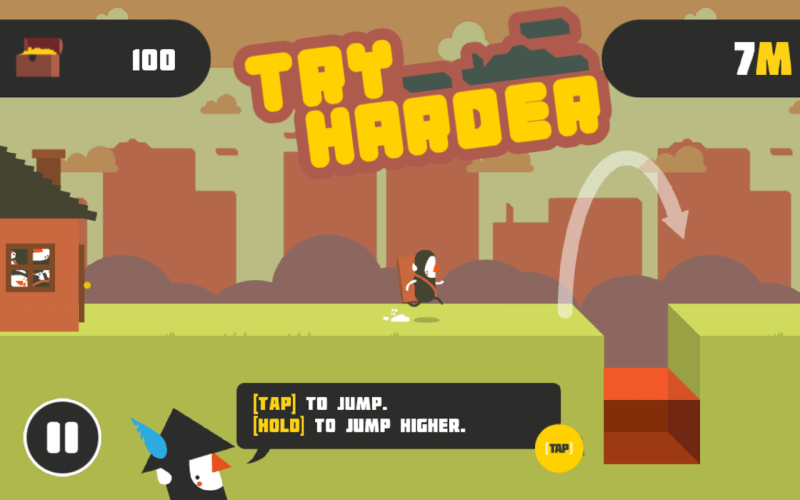 100
7M
TRY
HARDER
[TAP] TO JUMP.
[HOLD] TO JUMP HIGHER.
[TAP]